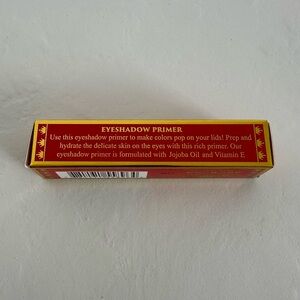 EYESHADOW PRIMER
Use this eyeshadow primer to make colors pop on your lids! Prep and
hydrate the delicate skin on the eyes with this rich primer. Our
eyeshadow primer is formulated with Jojoba Oil and Vitamin E